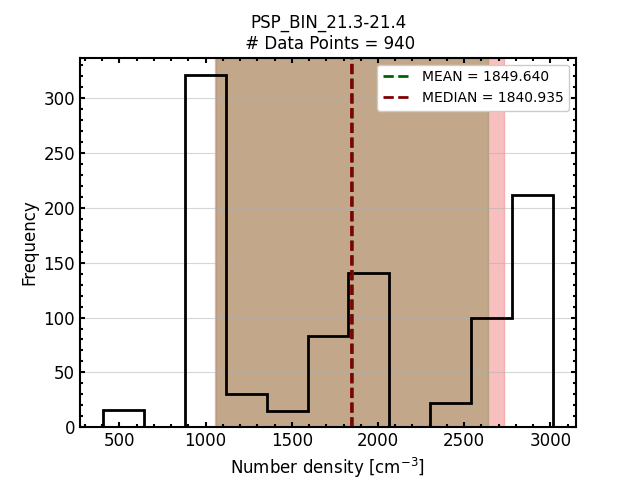 PSP_BIN_21.3-21.4
# Data Points = 940
MEAN = 1849.640
MEDIAN = 1840.935
Frequency
300
250
200
150
100
50
0
500
1000
1500
2000
2500
3000
Number density [cm⁻³]